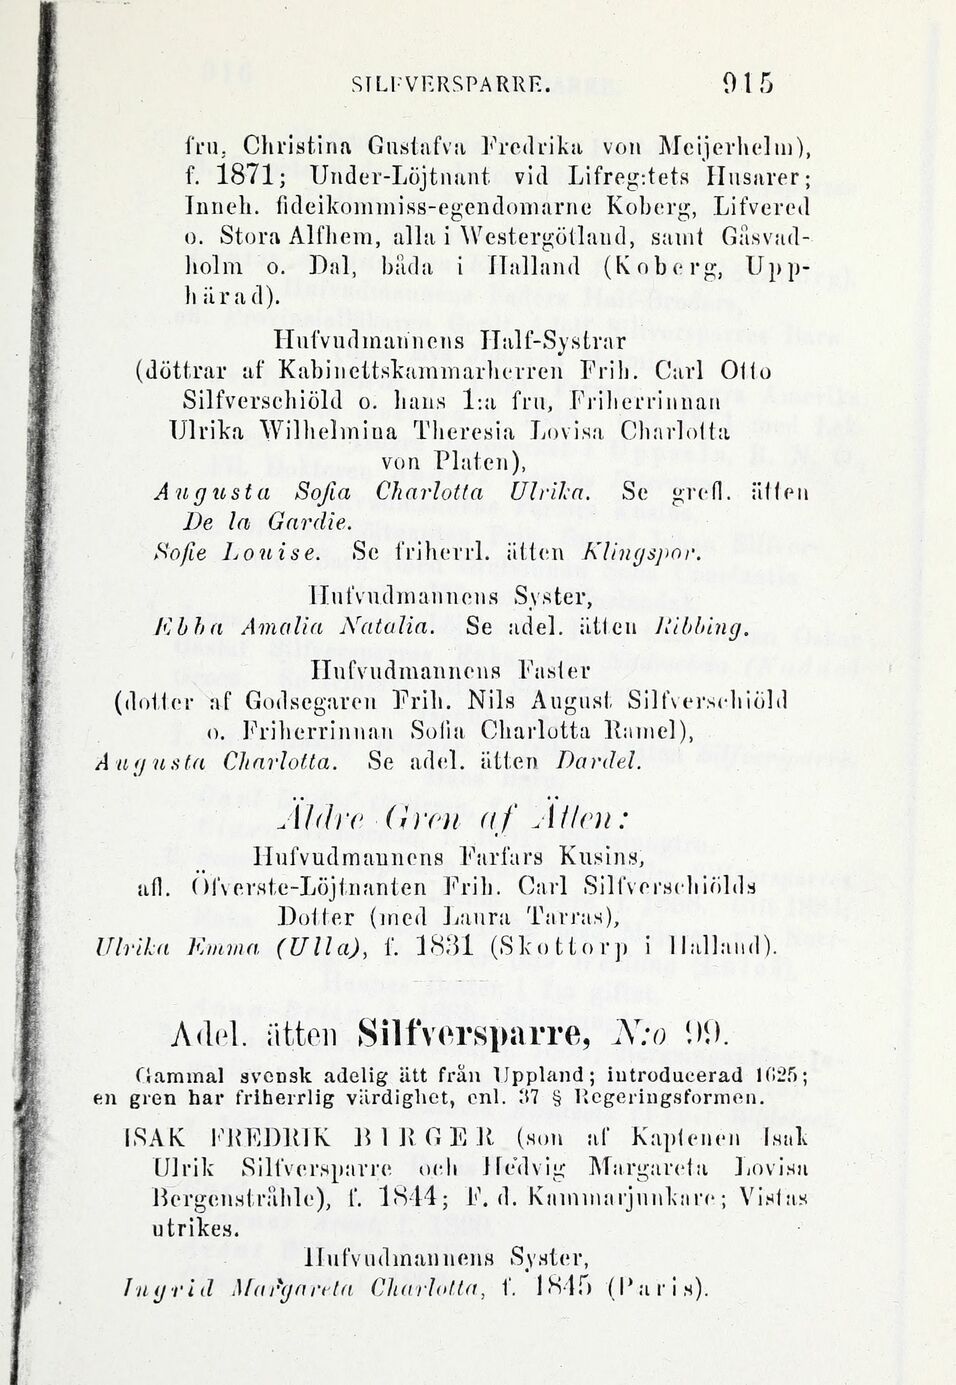 SILFVERSPARRE. 915
fru, Christina Gustafva Fredrika von Meijerhelm),
f. 1871; Under-Löjtnant vid Lifreg:tets Husarer;
Inneh. fideikommiss-egendomarne Koberg, Lifvered
o. Stora Alfhem, alla i Westergötland, samt Gåsvad-
holm o. Dal, båda i Halland (Koberg, Upp-
härad).
Hufvudmannens Half-Systrar
(döttrar af Kabinettskammarherren Frih. Carl Otto
Silfverschiöld o. hans 1:a fru, Friherrinnan
Ulrika Wilhelmina Theresia Lovisa Charlotta
von Platen),
Augusta Sofia Charlotta Ulrika. Se grefl. ätten
De la Gardie.
Sofie Louise. Se friherrl. ätten Klingspor.
Hufvudmannens Syster,
Ebba Amalia Natalia. Se adel. ätten Ribbing.
Hufvudmannens Faster
(dotter af Godsegaren Frih. Nils August Silfverschiöld
o. Friherrinnan Sofia Charlotta Ramel),
Augusta Charlotta. Se adel. ätten Dardel.
Äldre Gren af Ätten:
Hufvudmannens Farfars Kusins,
afl. Öfverste-Löjtnanten Frih. Carl Silfverschiölds
Dotter (med Laura Tarras),
Ulrika Emma (Ulla), f. 1831 (Skottorp i Halland).
Adel. ätten Silfversparre, N:o 99.
Gammal svensk adelig ätt från Uppland; introducerad 1625;
en gren har friherrlig värdighet, enl. 37 § Regeringsformen.
ISAK FREDRIK BIRGER (son af Kaptenen Isak
Ulrik Silfversparre och Hedvig Margareta Lovisa
Bergenstråhle), f. 1844; F. d. Kammarjunkare; Vistas
utrikes.
Hufvudmannens Syster,
Ingrid Margareta Charlotta, f. 1845 (Paris).